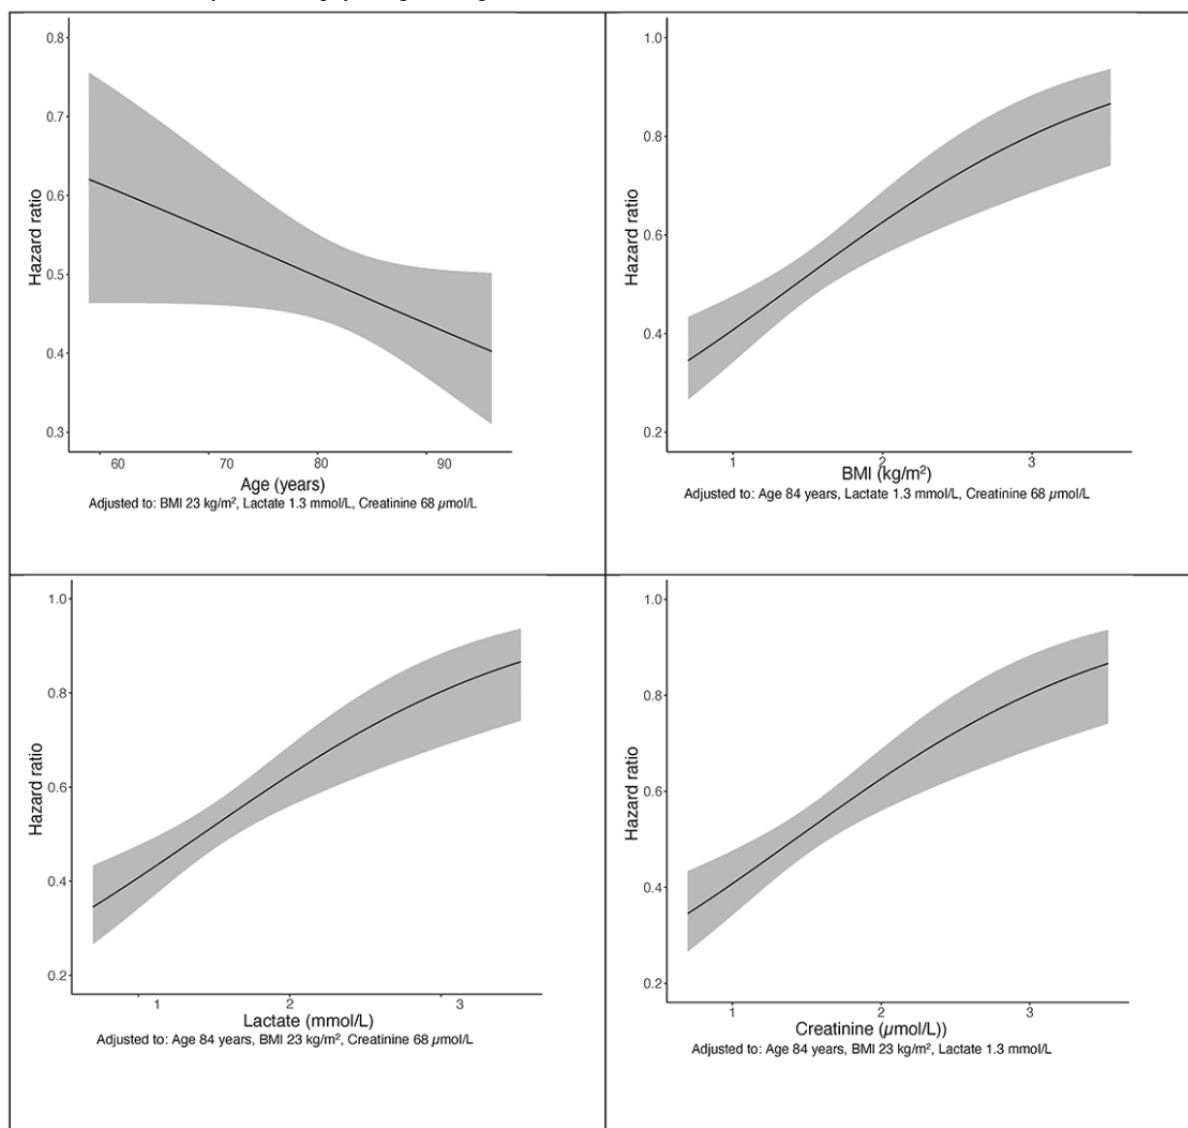 0.8
0.7
0.6
0.5
0.4
0.3
Hazard ratio
60 70 80 90
Age (years)
Adjusted to: BMI 23 kg/m², Lactate 1.3 mmol/L, Creatinine 68 µmol/L
1.0
0.8
0.6
0.4
0.2
Hazard ratio
1 2 3
BMI (kg/m²)
Adjusted to: Age 84 years, Lactate 1.3 mmol/L, Creatinine 68 µmol/L
1.0
0.8
0.6
0.4
0.2
Hazard ratio
1 2 3
Lactate (mmol/L)
Adjusted to: Age 84 years, BMI 23 kg/m², Creatinine 68 µmol/L
1.0
0.8
0.6
0.4
0.2
Hazard ratio
1 2 3
Creatinine (µmol/L))
Adjusted to: Age 84 years, BMI 23 kg/m², Lactate 1.3 mmol/L